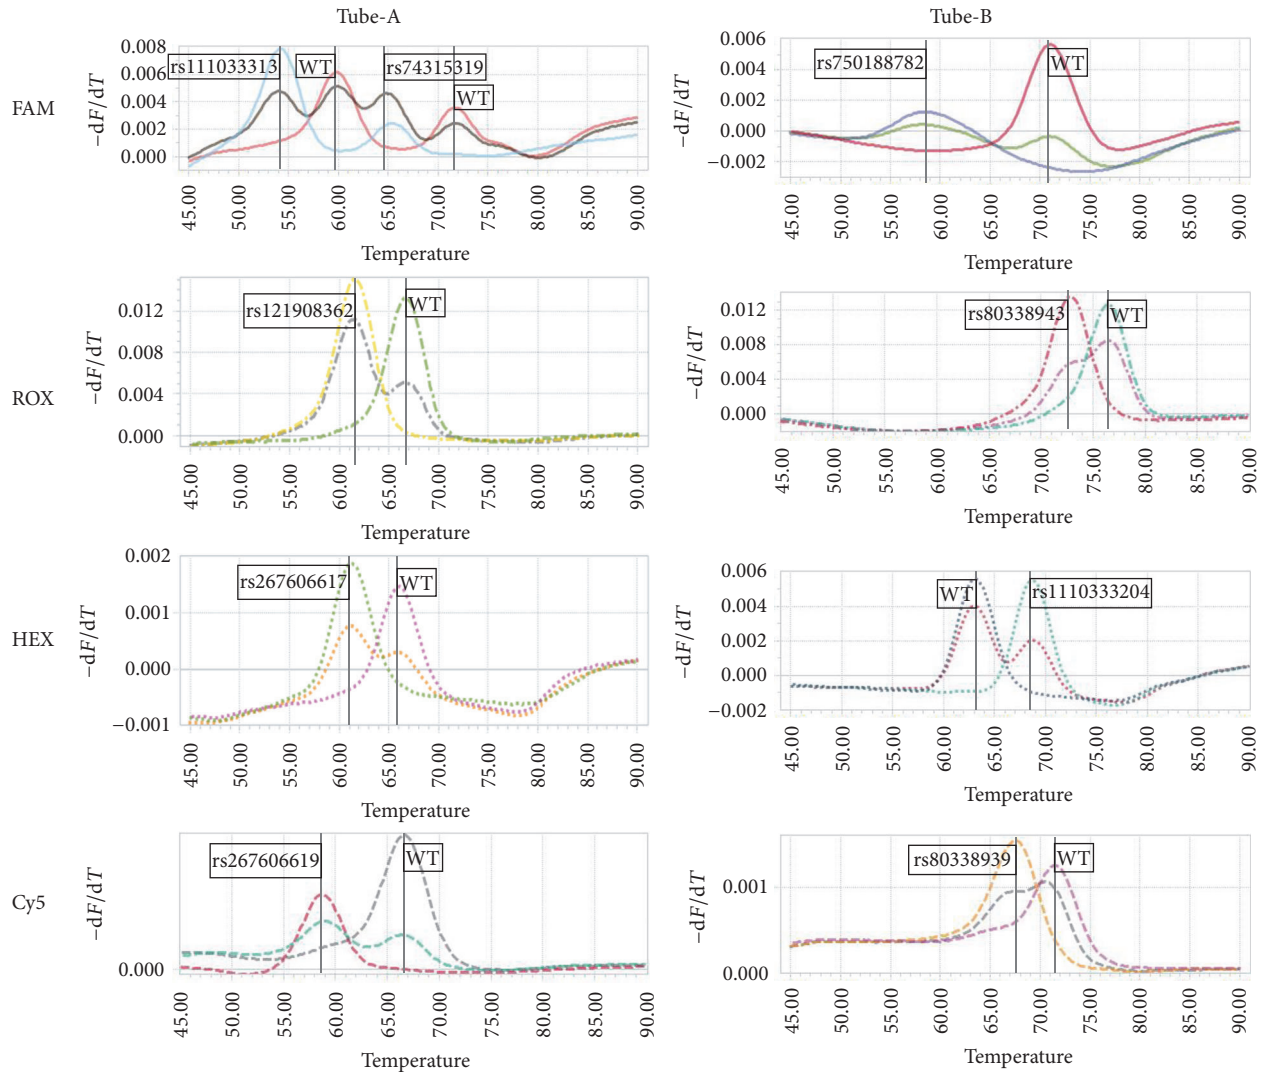 Tube-A
Tube-B
FAM
−dF/dT
0.008
0.006
0.004
0.002
0.000
rs111033313
WT
rs74315319
WT
45.00 50.00 55.00 60.00 65.00 70.00 75.00 80.00 85.00 90.00
Temperature
−dF/dT
0.006
0.004
0.002
0.000
−0.002
rs750188782
WT
45.00 50.00 55.00 60.00 65.00 70.00 75.00 80.00 85.00 90.00
Temperature
ROX
−dF/dT
0.012
0.008
0.004
0.000
rs121908362
WT
45.00 50.00 55.00 60.00 65.00 70.00 75.00 80.00 85.00 90.00
Temperature
−dF/dT
0.012
0.008
0.004
0.000
rs80338943
WT
45.00 50.00 55.00 60.00 65.00 70.00 75.00 80.00 85.00 90.00
Temperature
HEX
−dF/dT
0.002
0.001
0.000
−0.001
rs267606617
WT
45.00 50.00 55.00 60.00 65.00 70.00 75.00 80.00 85.00 90.00
Temperature
−dF/dT
0.006
0.004
0.002
0.000
−0.002
WT
rs1110333204
45.00 50.00 55.00 60.00 65.00 70.00 75.00 80.00 85.00 90.00
Temperature
Cy5
−dF/dT
0.000
rs267606619
WT
45.00 50.00 55.00 60.00 65.00 70.00 75.00 80.00 85.00 90.00
Temperature
−dF/dT
0.001
0.000
rs80338939
WT
45.00 50.00 55.00 60.00 65.00 70.00 75.00 80.00 85.00 90.00
Temperature